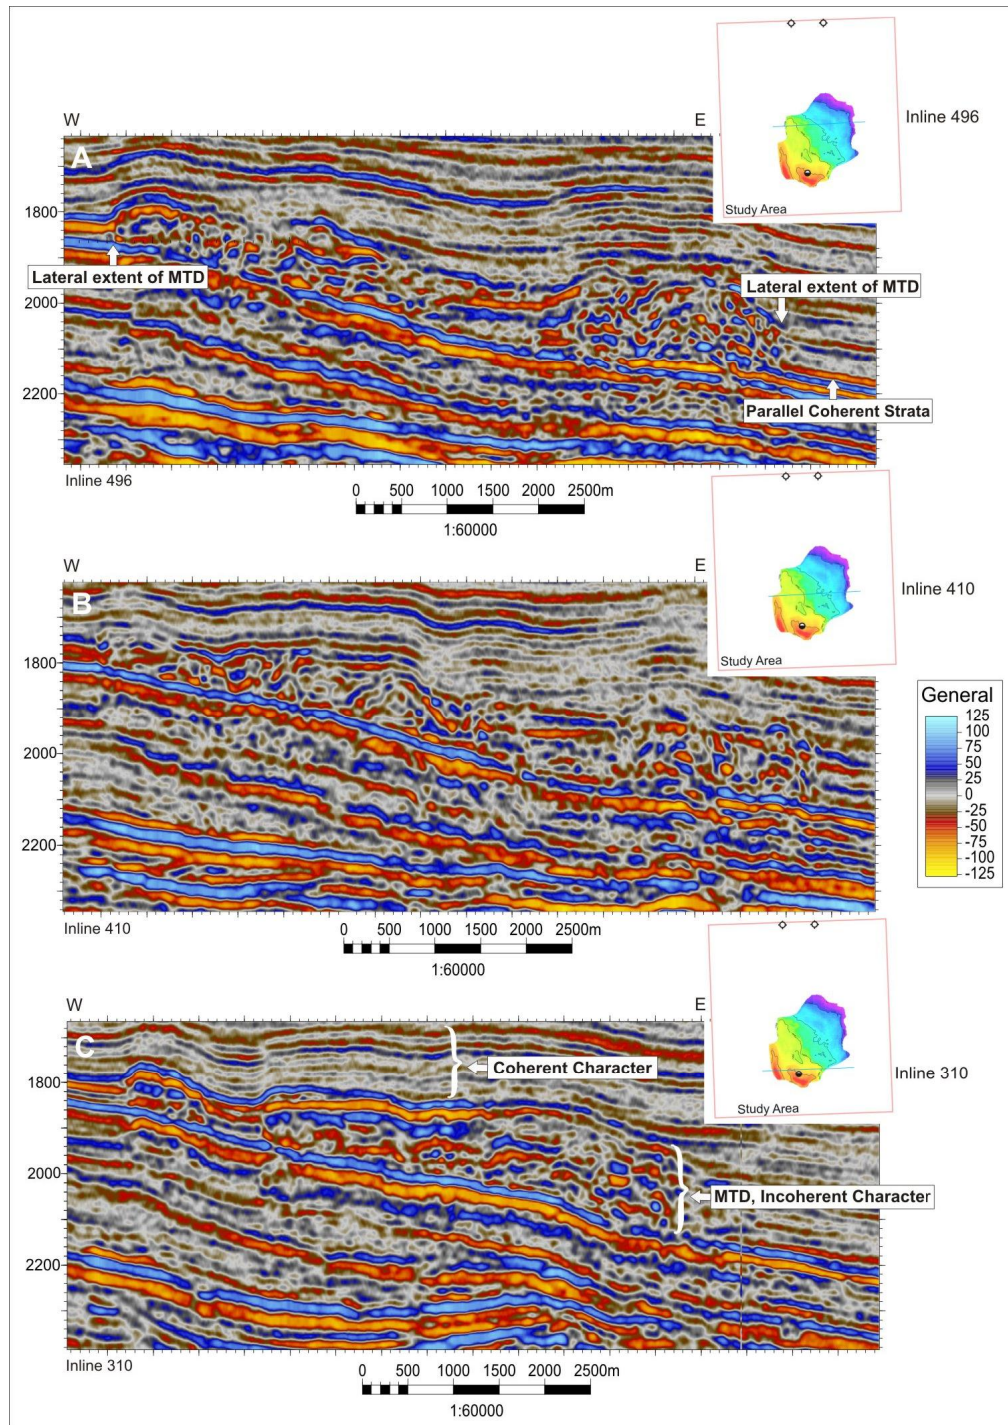 W
E
A
Inline 496
Study Area
1800
2000
2200
Lateral extent of MTD
Lateral extent of MTD
Parallel Coherent Strata
Inline 496
0 500 1000 1500 2000 2500m
1:60000
W
E
B
Inline 410
Study Area
1800
2000
2200
General
125
100
75
50
25
0
-25
-50
-75
-100
-125
Inline 410
0 500 1000 1500 2000 2500m
1:60000
W
E
C
Inline 310
Study Area
1800
2000
2200
Coherent Character
MTD, Incoherent Character
Inline 310
0 500 1000 1500 2000 2500m
1:60000